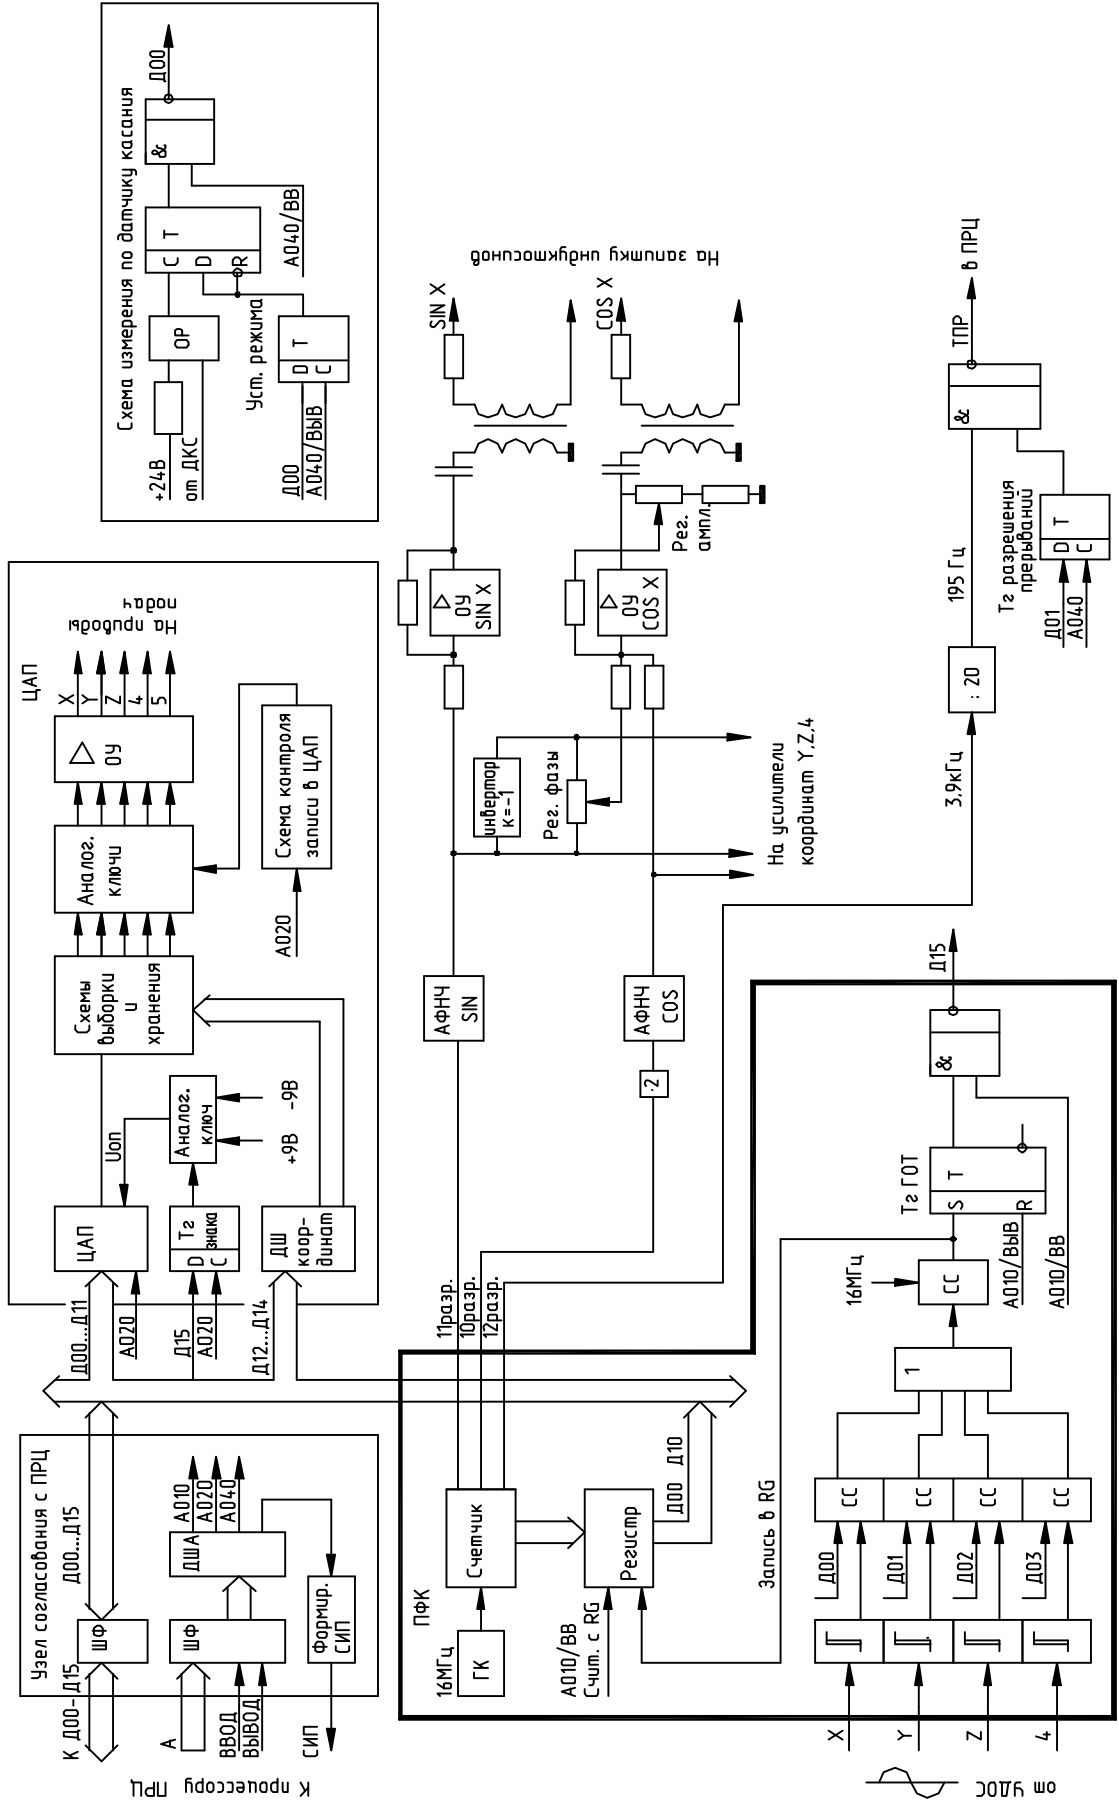 Узел согласования с ПРЦ
К Д00-Д15
ШФ
Д00...Д15
А
ВВОД
ВЫВОД
ШФ
ДША
А010
А020
А040
Формир.
СИП
СИП
К процессору
ПРЦ
ЦАП
Д00...Д11
А020
ЦАП
Uоп
Д15
А020
D
C
Тг
знака
Аналог.
ключ
+9В
-9В
Д12...Д14
ДШ
коор-
динат
Схемы
выборки
и
хранения
Аналог.
ключи
ОУ
X
Y
Z
4
5
На приводы
подач
А020
Схема кантроля
записи в ЦАП
Схема измерения по датчику касания
+24В
от ДКС
ОР
C
D
R
T
&
Д00
А040/ВВ
Уст. режима
Д00
А040/ВЫВ
D
C
T
ПФК
16МГц
ГК
Счетчик
11разр.
10разр.
12разр.
А010/ВВ
Счит. с RG
Регистр
Д00 Д10
Запись в RG
АФНЧ
SIN
·2
АФНЧ
COS
инвертор
к=-1
Рег. фазы
На усилители
координат Y,Z,4
ОУ
SIN X
ОУ
COS X
Рег.
ампл.
SIN X
COS X
На запитку индуктосинов
3,9кГц
: 20
195 Гц
&
ТПР
в ПРЦ
Тг разрешения
прерываний
Д01
А040
D
C
T
от УДОС
X
Y
Z
4
Д00
Д01
Д02
Д03
СС
СС
СС
СС
1
16МГц
СС
Тг ГОТ
S
R
T
А010/ВЫВ
А010/ВВ
&
Д15